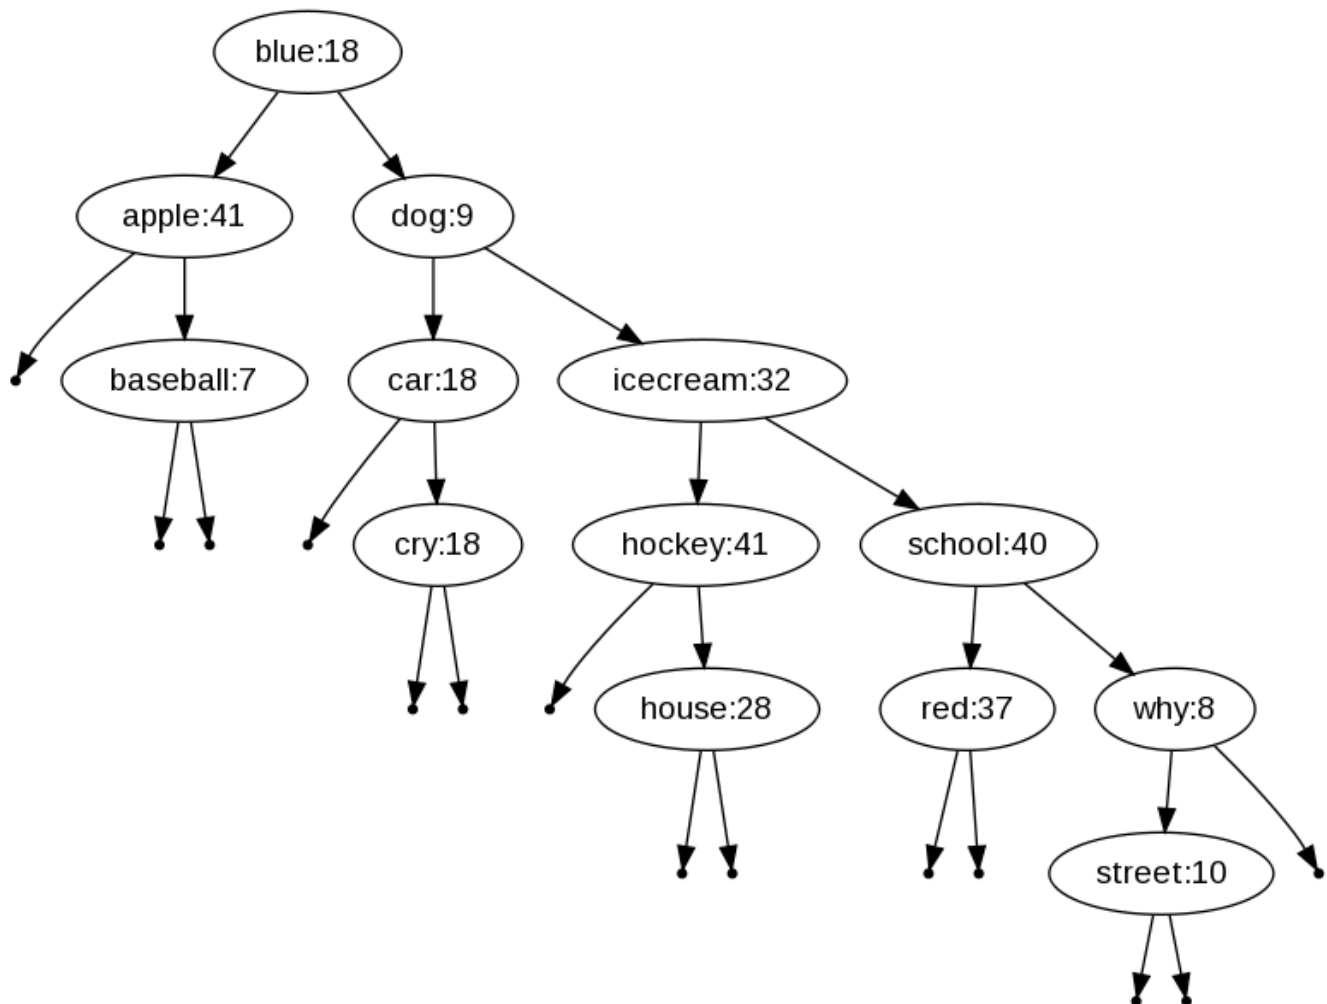 blue:18
apple:41
dog:9
baseball:7
car:18
icecream:32
cry:18
hockey:41
school:40
house:28
red:37
why:8
street:10